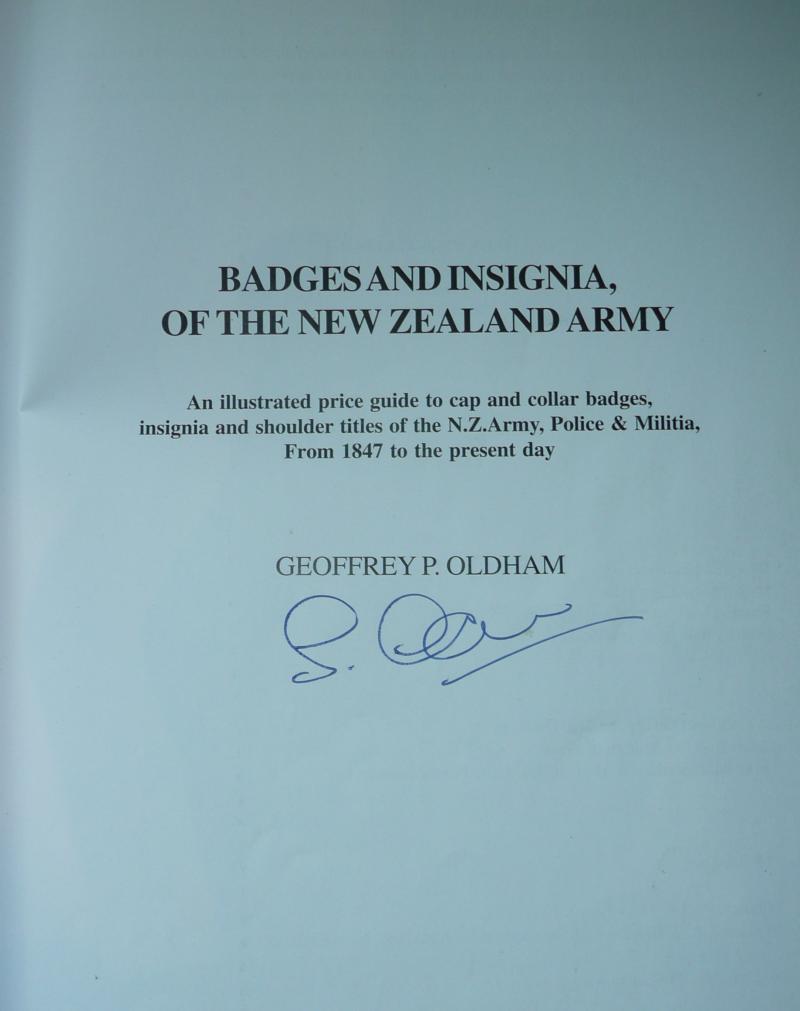 BADGES AND INSIGNIA,
OF THE NEW ZEALAND ARMY
An illustrated price guide to cap and collar badges,
insignia and shoulder titles of the N.Z.Army, Police & Militia,
From 1847 to the present day
GEOFFREY P. OLDHAM